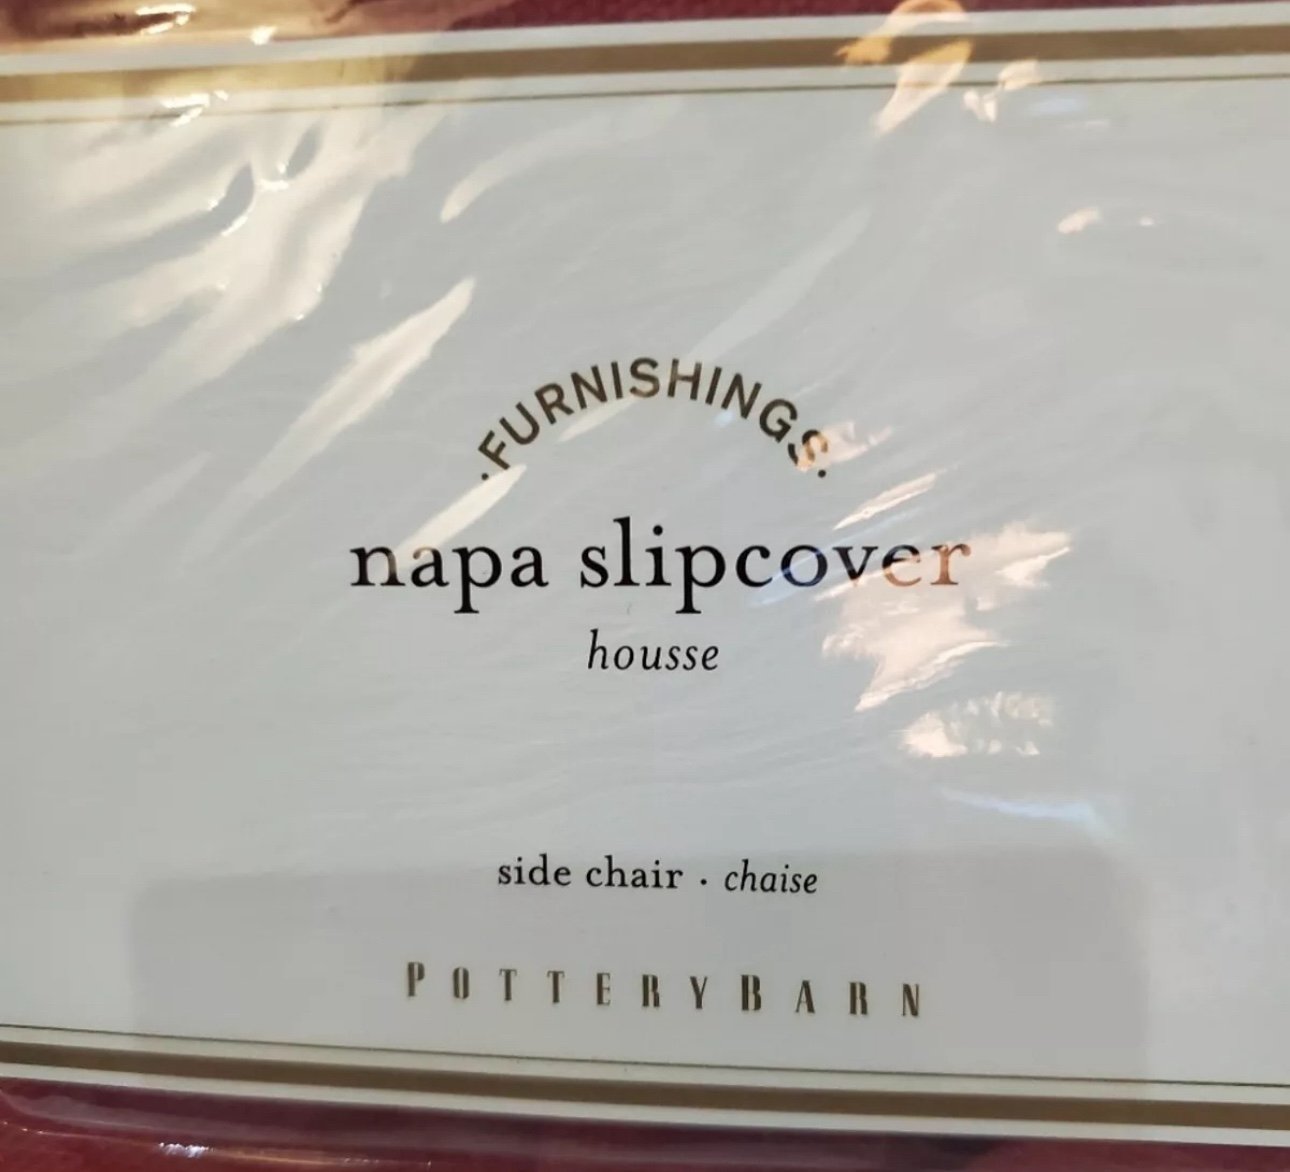 ·FURNISHINGS·
napa slipcover
housse
side chair · chaise
POTTERYBARN